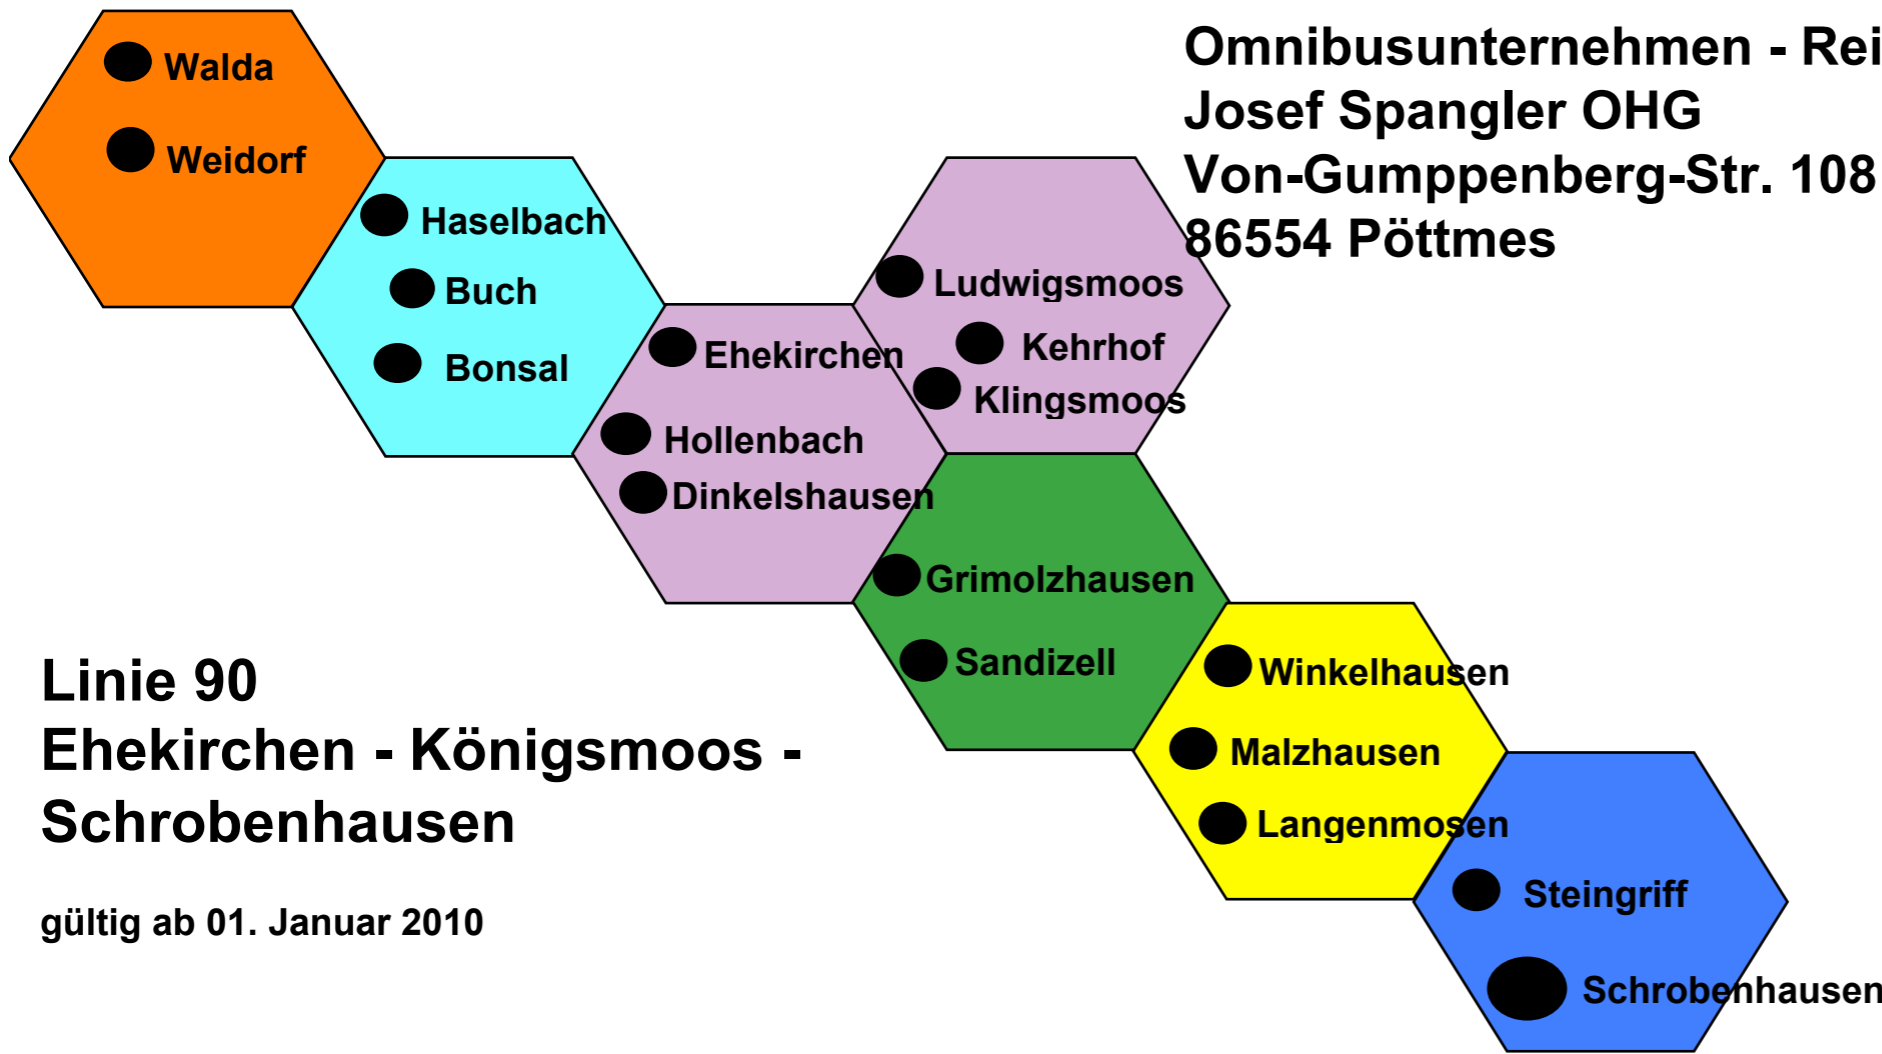 Omnibusunternehmen - Rei
Josef Spangler OHG
Von-Gumppenberg-Str. 108
86554 Pöttmes
Walda
Weidorf
Haselbach
Buch
Bonsal
Ehekirchen
Hollenbach
Dinkelshausen
Ludwigsmoos
Kehrhof
Klingsmoos
Grimolzhausen
Sandizell
Winkelhausen
Malzhausen
Langenmosen
Steingriff
Schrobenhausen
Linie 90
Ehekirchen - Königsmoos -
Schrobenhausen
gültig ab 01. Januar 2010